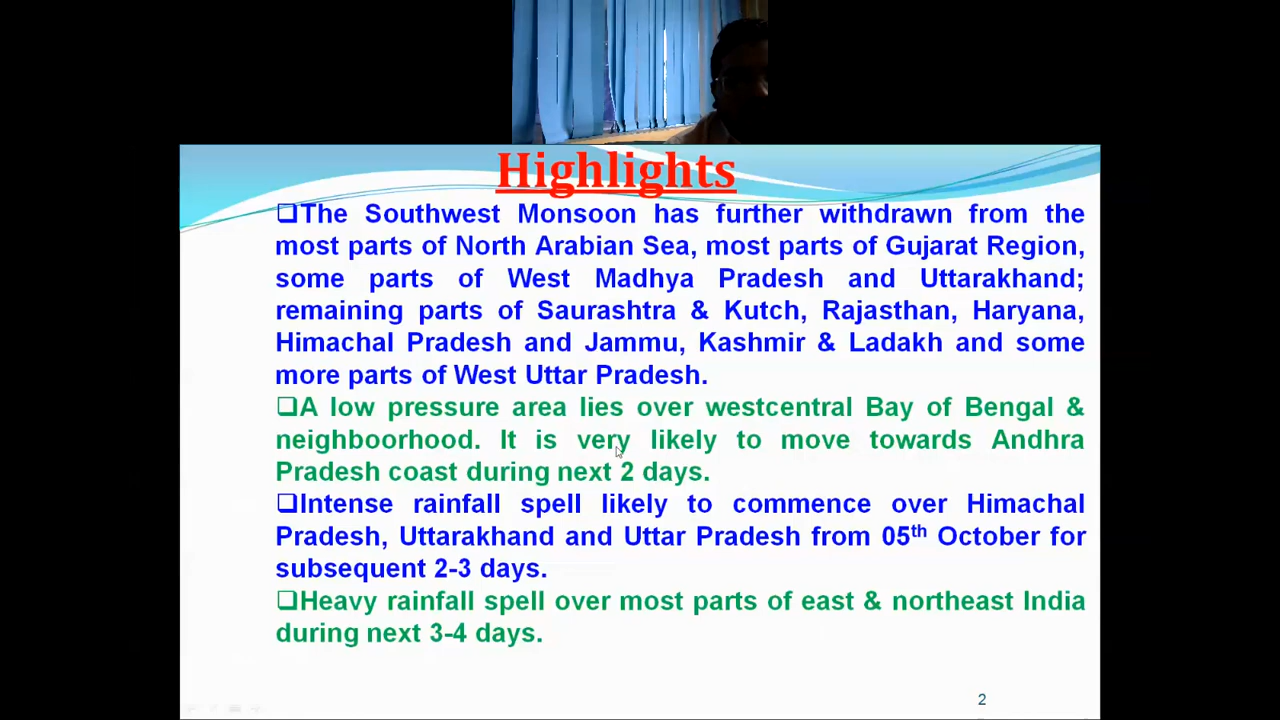 Highlights
❑The Southwest Monsoon has further withdrawn from the
most parts of North Arabian Sea, most parts of Gujarat Region,
some parts of West Madhya Pradesh and Uttarakhand;
remaining parts of Saurashtra & Kutch, Rajasthan, Haryana,
Himachal Pradesh and Jammu, Kashmir & Ladakh and some
more parts of West Uttar Pradesh.
❑A low pressure area lies over westcentral Bay of Bengal &
neighboorhood. It is very likely to move towards Andhra
Pradesh coast during next 2 days.
❑Intense rainfall spell likely to commence over Himachal
Pradesh, Uttarakhand and Uttar Pradesh from 05th October for
subsequent 2-3 days.
❑Heavy rainfall spell over most parts of east & northeast India
during next 3-4 days.
2